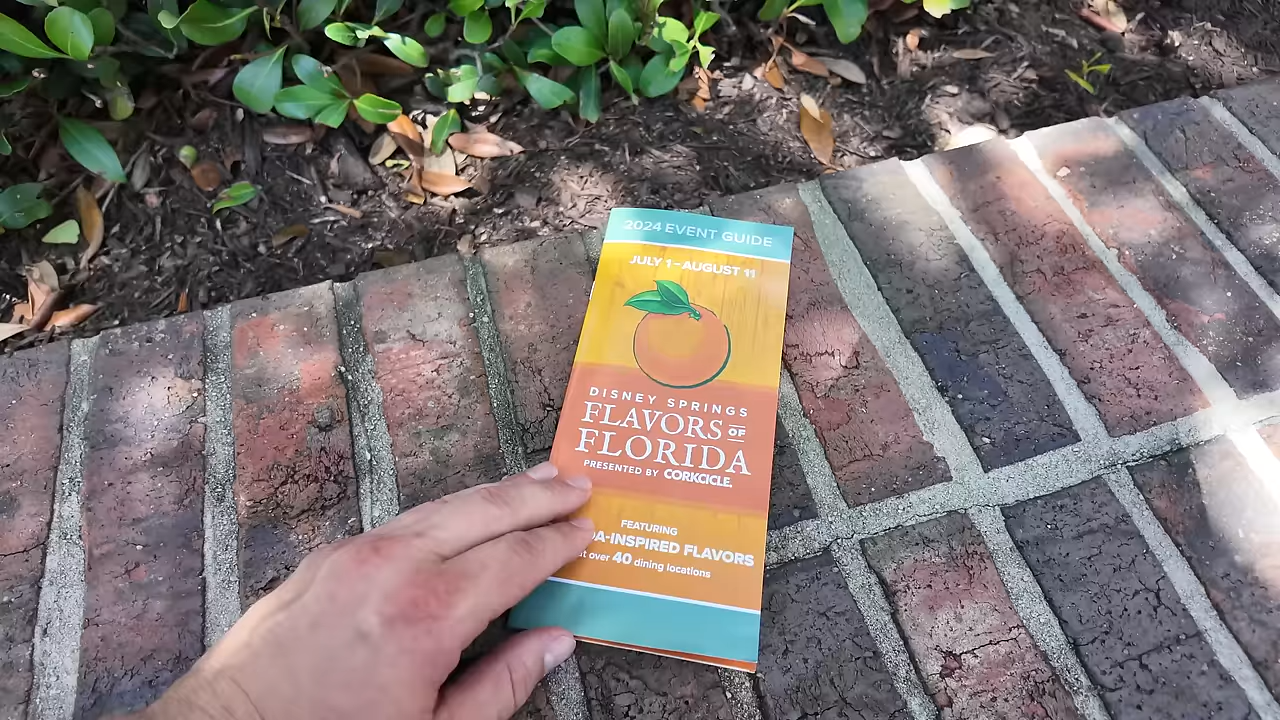 2024 EVENT GUIDE
JULY 1 – AUGUST 11
DISNEY SPRINGS
FLAVORS OF
FLORIDA
PRESENTED BY CORKCICLE.
FEATURING
DA-INSPIRED FLAVORS
at over 40 dining locations